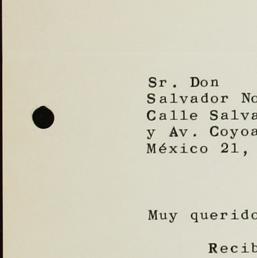 Sr. Don
Salvador No
Calle Salva
y Av. Coyoa
México 21,
Muy querido
Recib